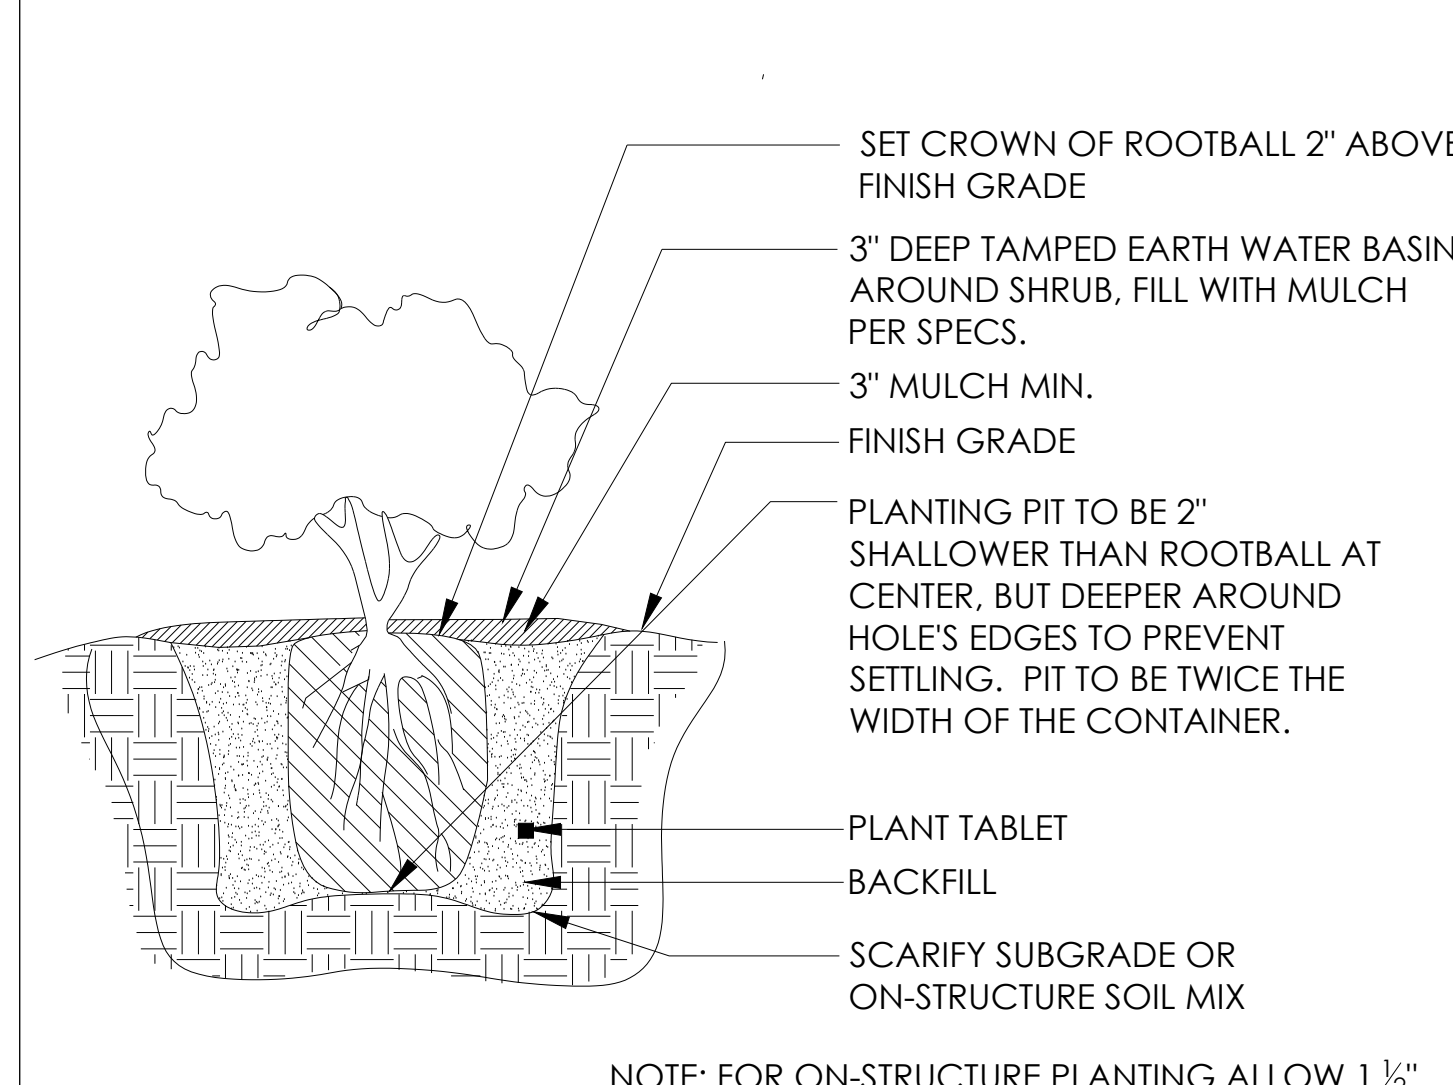 SET CROWN OF ROOTBALL 2" ABOVE
FINISH GRADE
3" DEEP TAMPED EARTH WATER BASIN
AROUND SHRUB, FILL WITH MULCH
PER SPECS.
3" MULCH MIN.
FINISH GRADE
PLANTING PIT TO BE 2"
SHALLOWER THAN ROOTBALL AT
CENTER, BUT DEEPER AROUND
HOLE'S EDGES TO PREVENT
SETTLING.  PIT TO BE TWICE THE
WIDTH OF THE CONTAINER.
PLANT TABLET
BACKFILL
SCARIFY SUBGRADE OR
ON-STRUCTURE SOIL MIX
NOTE: FOR ON-STRUCTURE PLANTING ALLOW 1 ½"